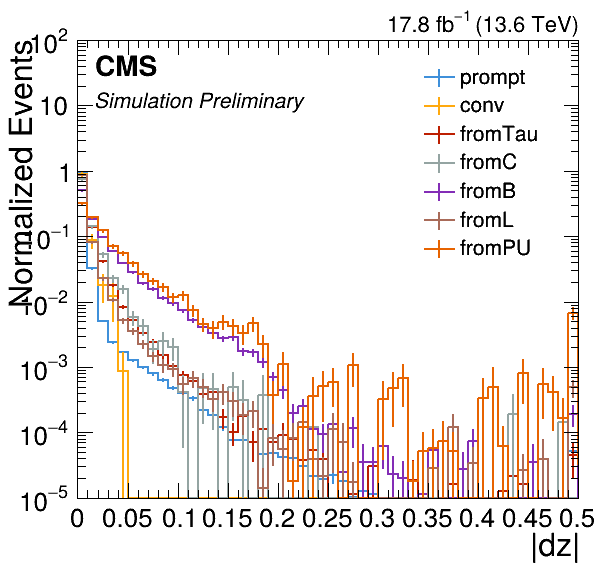 17.8 fb⁻¹ (13.6 TeV)
CMS
Simulation Preliminary
prompt
conv
fromTau
fromC
fromB
fromL
fromPU
Normalized Events
10²
10
1
10⁻¹
10⁻²
10⁻³
10⁻⁴
10⁻⁵
0 0.05 0.1 0.15 0.2 0.25 0.3 0.35 0.4 0.45 0.5
|dz|